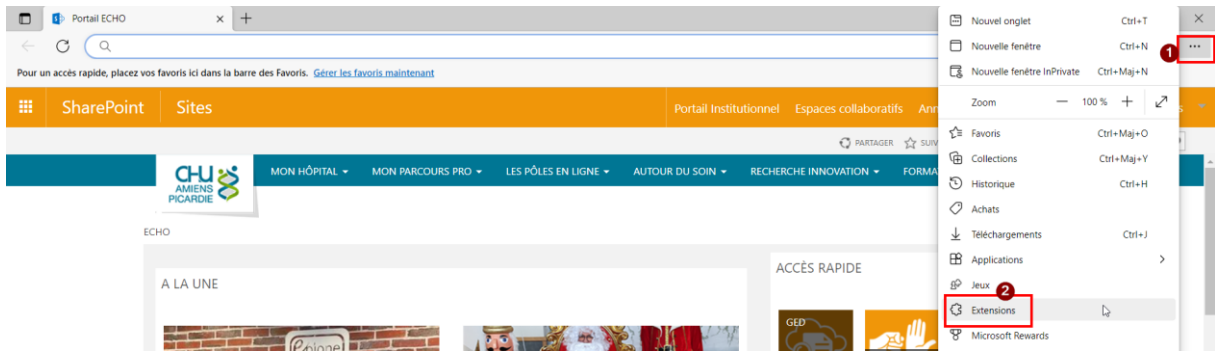 Portail ECHO
Pour un accès rapide, placez vos favoris ici dans la barre des Favoris. Gérer les favoris maintenant
SharePoint Sites Portail Institutionnel Espaces collaboratifs Ann
PARTAGER SUIV
CHU
AMIENS
PICARDIE
MON HÔPITAL MON PARCOURS PRO LES PÔLES EN LIGNE AUTOUR DU SOIN RECHERCHE INNOVATION FORMA
ECHO
A LA UNE
ACCÈS RAPIDE
GED
1
Nouvel onglet Ctrl+T
Nouvelle fenêtre Ctrl+N
Nouvelle fenêtre InPrivate Ctrl+Maj+N
Zoom 100 %
Favoris Ctrl+Maj+O
Collections Ctrl+Maj+Y
Historique Ctrl+H
Achats
Téléchargements Ctrl+J
Applications
Jeux
2
Extensions
Microsoft Rewards